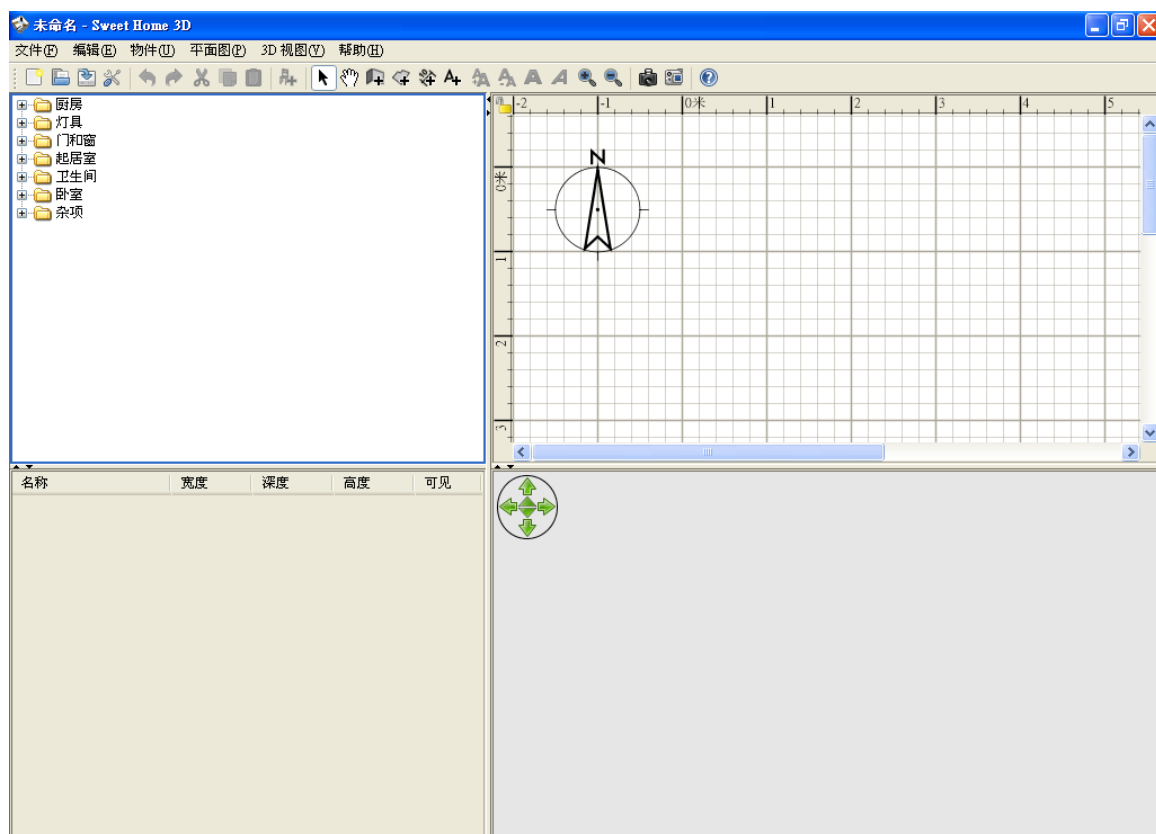 未命名 - Sweet Home 3D
文件(F) 编辑(E) 物件(U) 平面图(P) 3D 视图(V) 帮助(H)
厨房
灯具
门和窗
起居室
卫生间
卧室
杂项
-2 -1 0米 1 2 3 4 5
N
0米
1
2
3
名称 宽度 深度 高度 可见